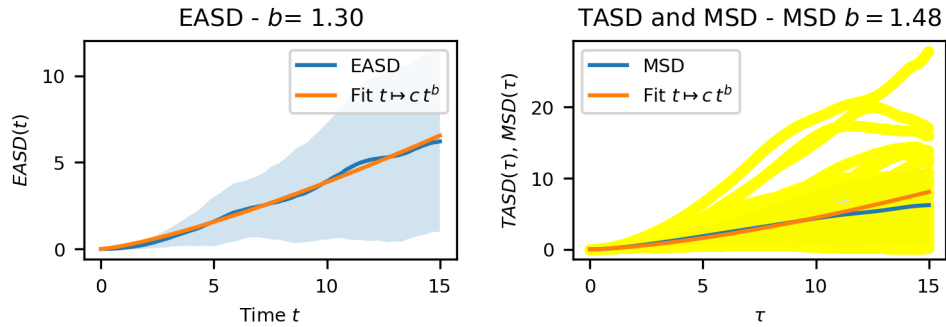 EASD - b= 1.30
EASD(t)
10
5
0
EASD
Fit t ↦ c t^b
0
5
10
15
Time t
TASD and MSD - MSD b = 1.48
TASD(τ), MSD(τ)
20
10
0
MSD
Fit t ↦ c t^b
0
5
10
15
τ